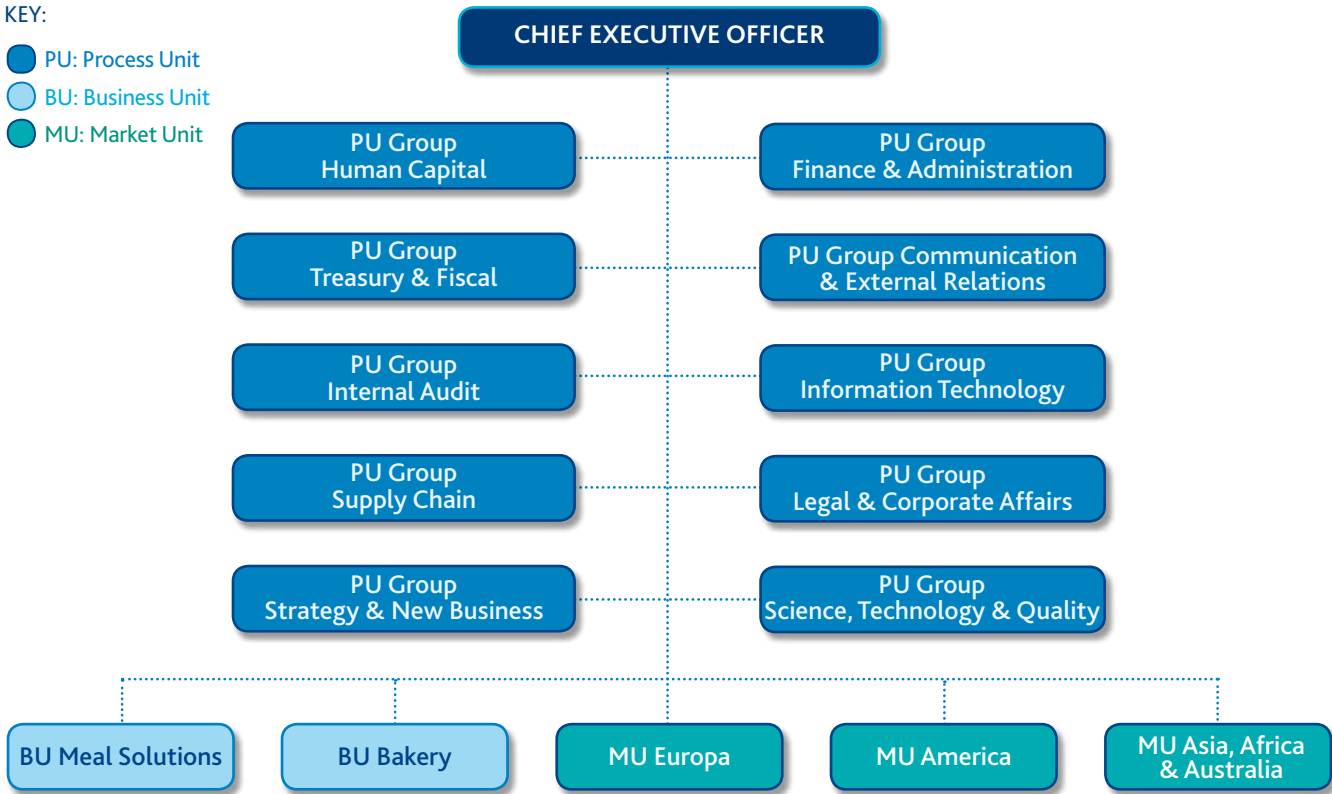 KEY:
PU: Process Unit
BU: Business Unit
MU: Market Unit
CHIEF EXECUTIVE OFFICER
PU Group
Human Capital
PU Group
Finance & Administration
PU Group
Treasury & Fiscal
PU Group Communication
& External Relations
PU Group
Internal Audit
PU Group
Information Technology
PU Group
Supply Chain
PU Group
Legal & Corporate Affairs
PU Group
Strategy & New Business
PU Group
Science, Technology & Quality
BU Meal Solutions
BU Bakery
MU Europa
MU America
MU Asia, Africa
& Australia